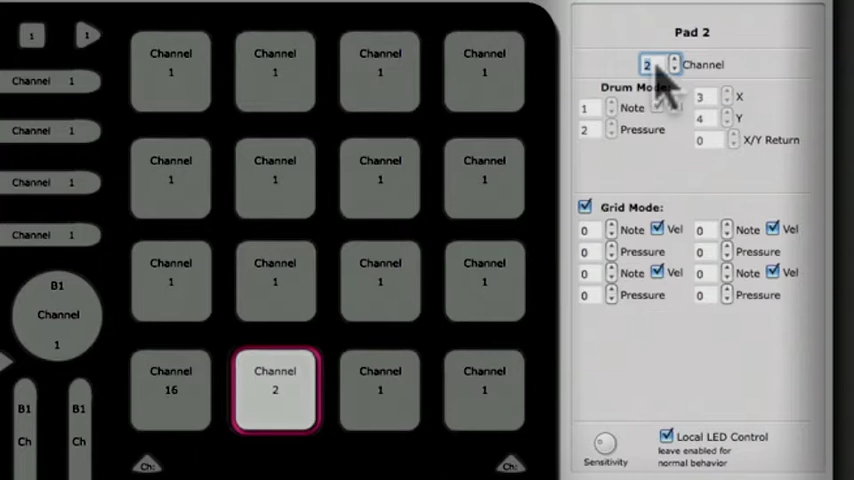 1
1
Channel 1
Channel 1
Channel 1
Channel 1
B1
Channel
1
B1
Ch
B1
Ch
Channel
1
Channel
1
Channel
1
Channel
1
Channel
1
Channel
1
Channel
1
Channel
1
Channel
1
Channel
1
Channel
1
Channel
1
Channel
16
Channel
2
Channel
1
Channel
1
Ch:
Ch:
Pad 2
2 Channel
Drum Mode:
1 Note
2 Pressure
3 X
4 Y
0 X/Y Return
Grid Mode:
0 Note Vel 0 Note Vel
0 Pressure 0 Pressure
0 Note Vel 0 Note Vel
0 Pressure 0 Pressure
Sensitivity
Local LED Control
leave enabled for
normal behavior